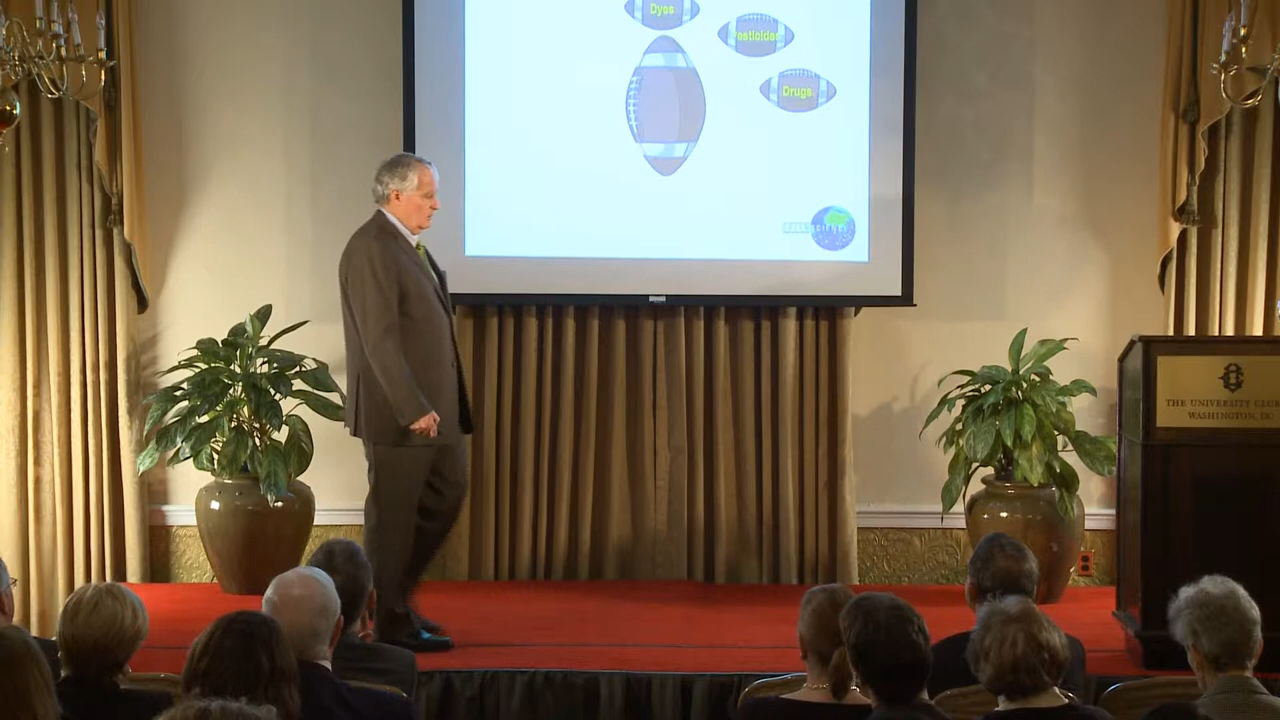 Dyes
Pesticides
Drugs
THE UNIVERSITY CLUB
WASHINGTON, DC